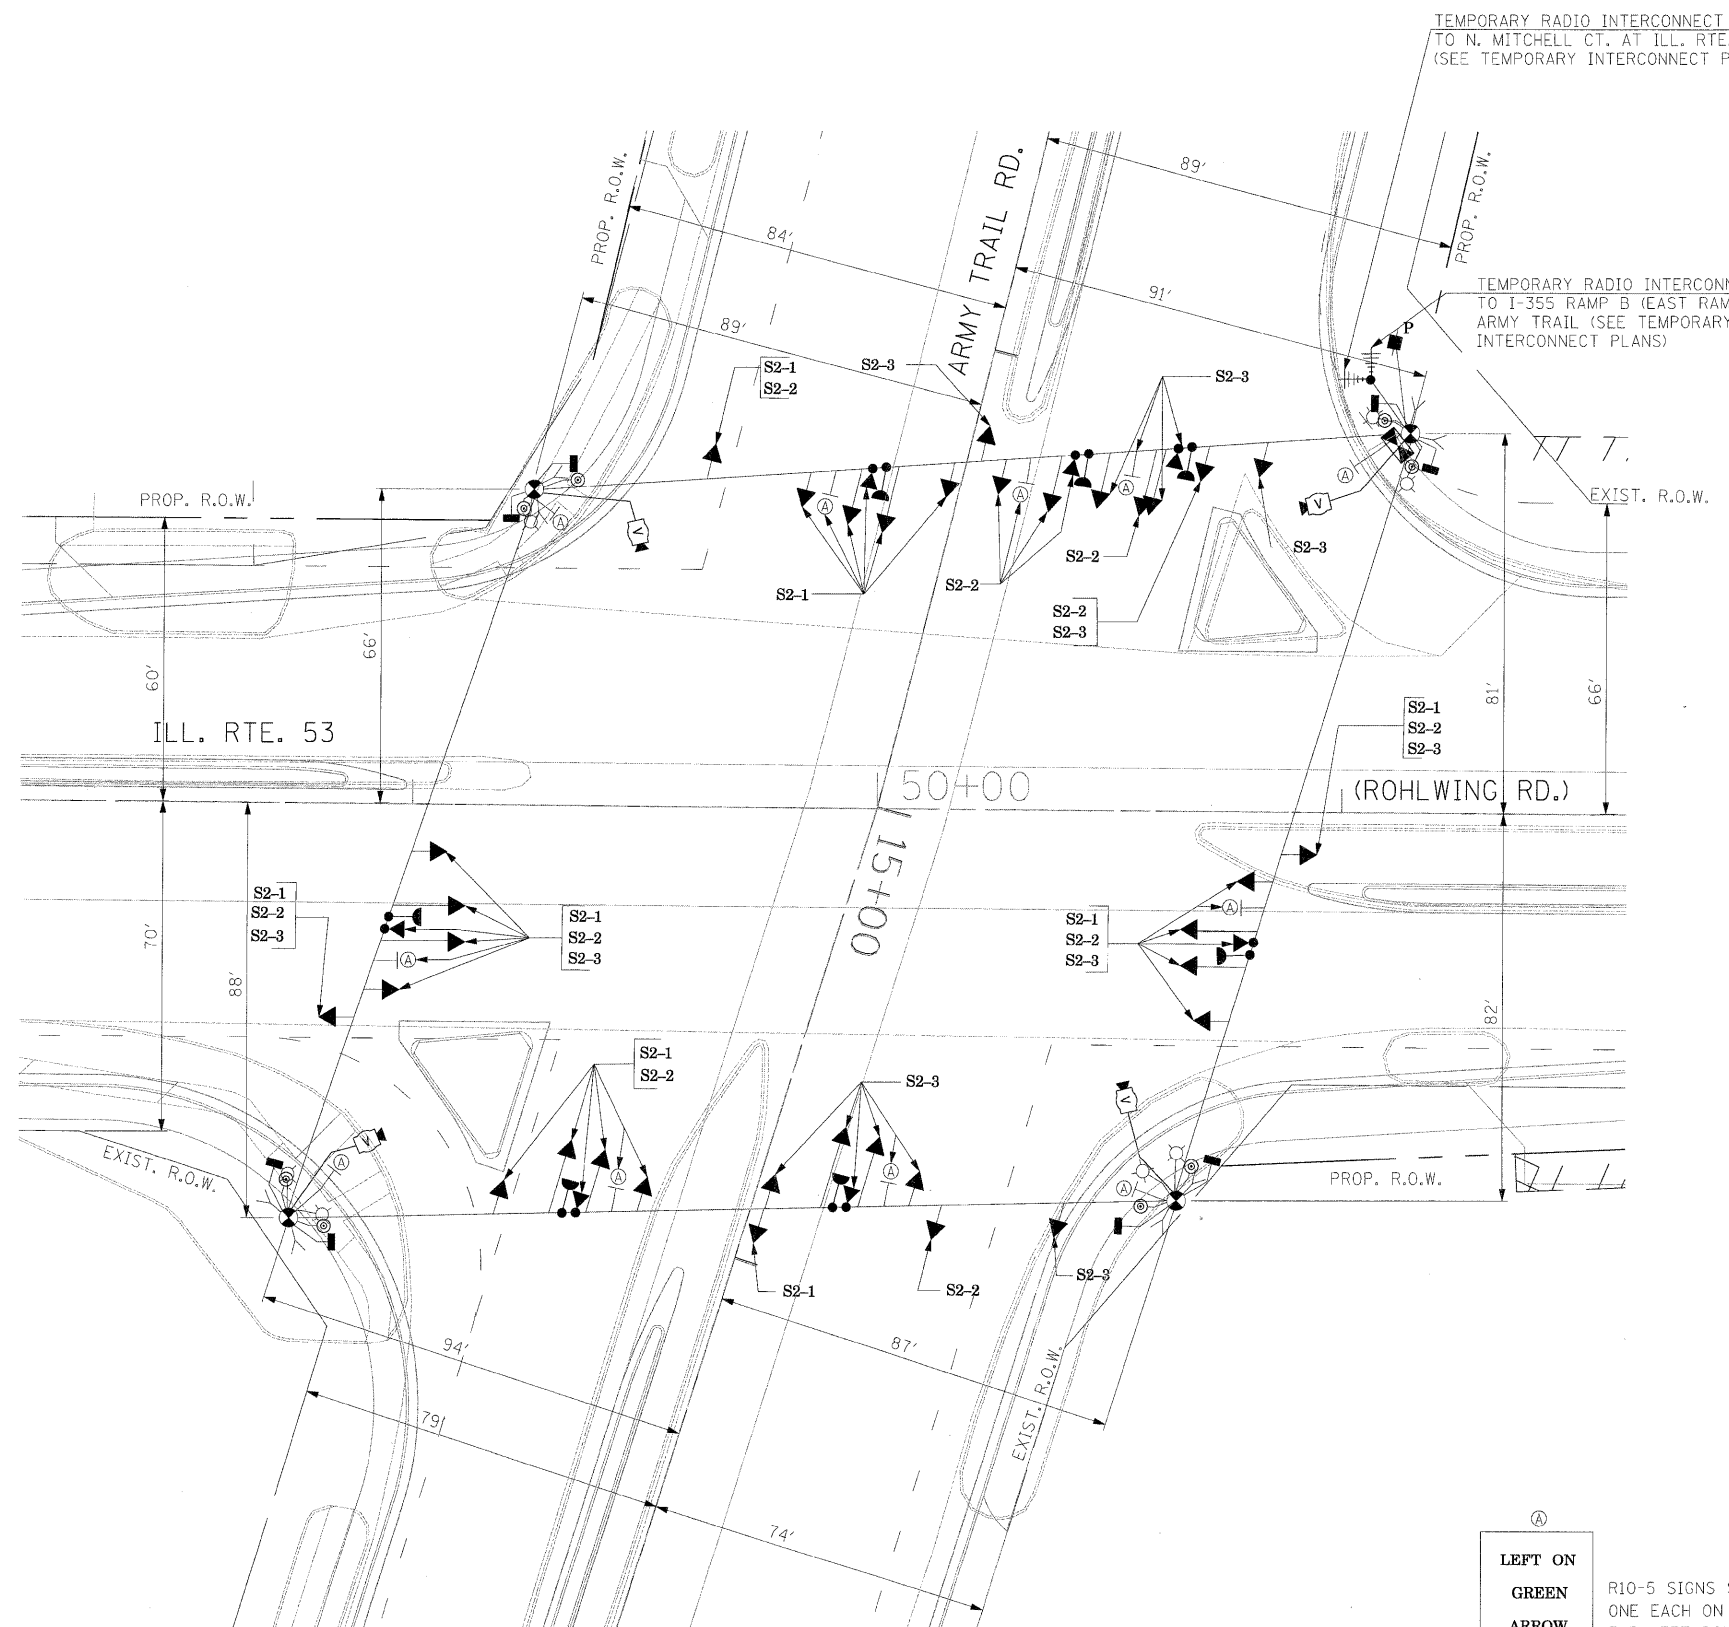 TEMPORARY RADIO INTERCONNECT
TO N. MITCHELL CT. AT ILL. RTE.
(SEE TEMPORARY INTERCONNECT P
PROP. R.O.W.
84'
89'
ARMY TRAIL RD.
89'
91'
PROP. R.O.W.
TEMPORARY RADIO INTERCONN
TO I-355 RAMP B (EAST RAM
ARMY TRAIL (SEE TEMPORARY
INTERCONNECT PLANS)
P
S2-1
S2-2
S2-3
S2-3
A
A
A
A
A
V
V
PROP. R.O.W.
EXIST. R.O.W.
S2-1
S2-2
S2-2
S2-3
S2-2
S2-3
60'
66'
81'
66'
ILL. RTE. 53
S2-1
S2-2
S2-3
50+00
(ROHLWING RD.)
15+00
S2-1
S2-2
S2-3
S2-1
S2-2
S2-3
A
S2-1
S2-2
S2-3
A
70'
88'
82'
S2-1
S2-2
S2-3
EXIST. R.O.W.
V
A
A
A
A
V
PROP. R.O.W.
S2-1
S2-2
S2-3
94'
87'
79'
74'
EXIST. R.O.W.
A
LEFT ON
GREEN
ARROW
R10-5 SIGNS
ONE EACH ON